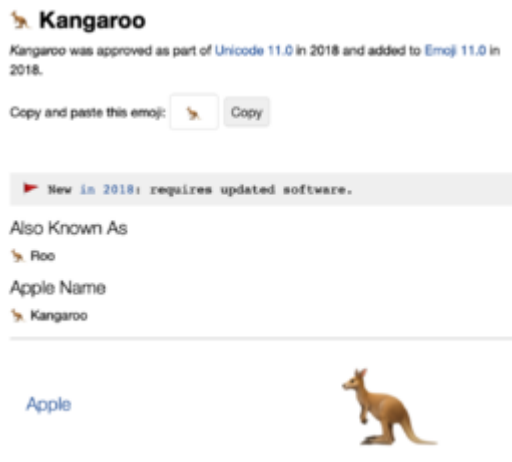 Kangaroo
Kangaroo was approved as part of Unicode 11.0 in 2018 and added to Emoji 11.0 in
2018.
Copy and paste this emoji: Copy
New in 2018: requires updated software.
Also Known As
Roo
Apple Name
Kangaroo
Apple